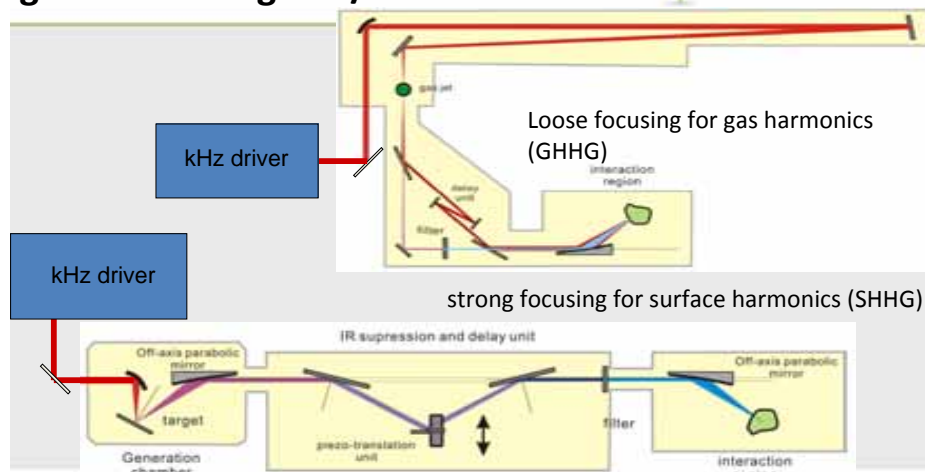 gas jet
Loose focusing for gas harmonics
(GHHG)
kHz driver
interaction
region
delay
unit
filter
kHz driver
strong focusing for surface harmonics (SHHG)
IR supression and delay unit
Off-axis parabolic
mirror
Off-axis parabolic
mirror
target
filter
piezo-translation
unit
Generation
interaction